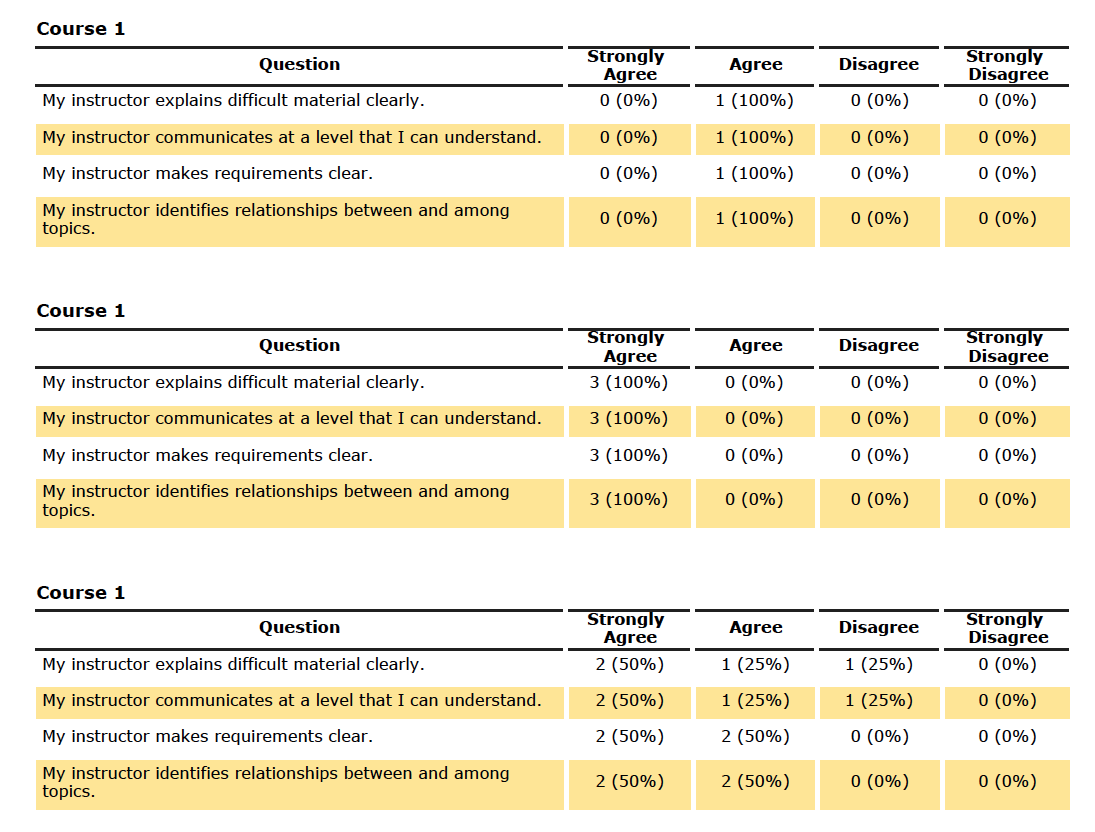 Course 1
Question Strongly Agree Agree Disagree Strongly Disagree
My instructor explains difficult material clearly. 0 (0%) 1 (100%) 0 (0%) 0 (0%)
My instructor communicates at a level that I can understand. 0 (0%) 1 (100%) 0 (0%) 0 (0%)
My instructor makes requirements clear. 0 (0%) 1 (100%) 0 (0%) 0 (0%)
My instructor identifies relationships between and among
topics. 0 (0%) 1 (100%) 0 (0%) 0 (0%)
Course 1
Question Strongly Agree Agree Disagree Strongly Disagree
My instructor explains difficult material clearly. 3 (100%) 0 (0%) 0 (0%) 0 (0%)
My instructor communicates at a level that I can understand. 3 (100%) 0 (0%) 0 (0%) 0 (0%)
My instructor makes requirements clear. 3 (100%) 0 (0%) 0 (0%) 0 (0%)
My instructor identifies relationships between and among
topics. 3 (100%) 0 (0%) 0 (0%) 0 (0%)
Course 1
Question Strongly Agree Agree Disagree Strongly Disagree
My instructor explains difficult material clearly. 2 (50%) 1 (25%) 1 (25%) 0 (0%)
My instructor communicates at a level that I can understand. 2 (50%) 1 (25%) 1 (25%) 0 (0%)
My instructor makes requirements clear. 2 (50%) 2 (50%) 0 (0%) 0 (0%)
My instructor identifies relationships between and among
topics. 2 (50%) 2 (50%) 0 (0%) 0 (0%)